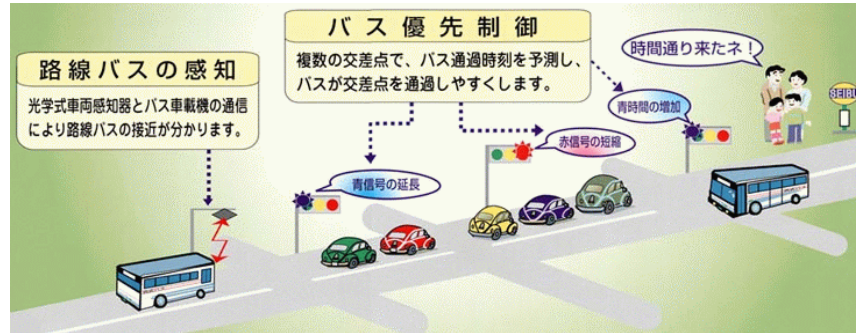 路線バスの感知
光学式車両感知器とバス車載機の通信
により路線バスの接近が分かります。
バス優先制御
複数の交差点で、バス通過時刻を予測し、
バスが交差点を通過しやすくします。
青信号の延長
赤信号の短縮
青時間の増加
時間通り来たネ！
SEIBU